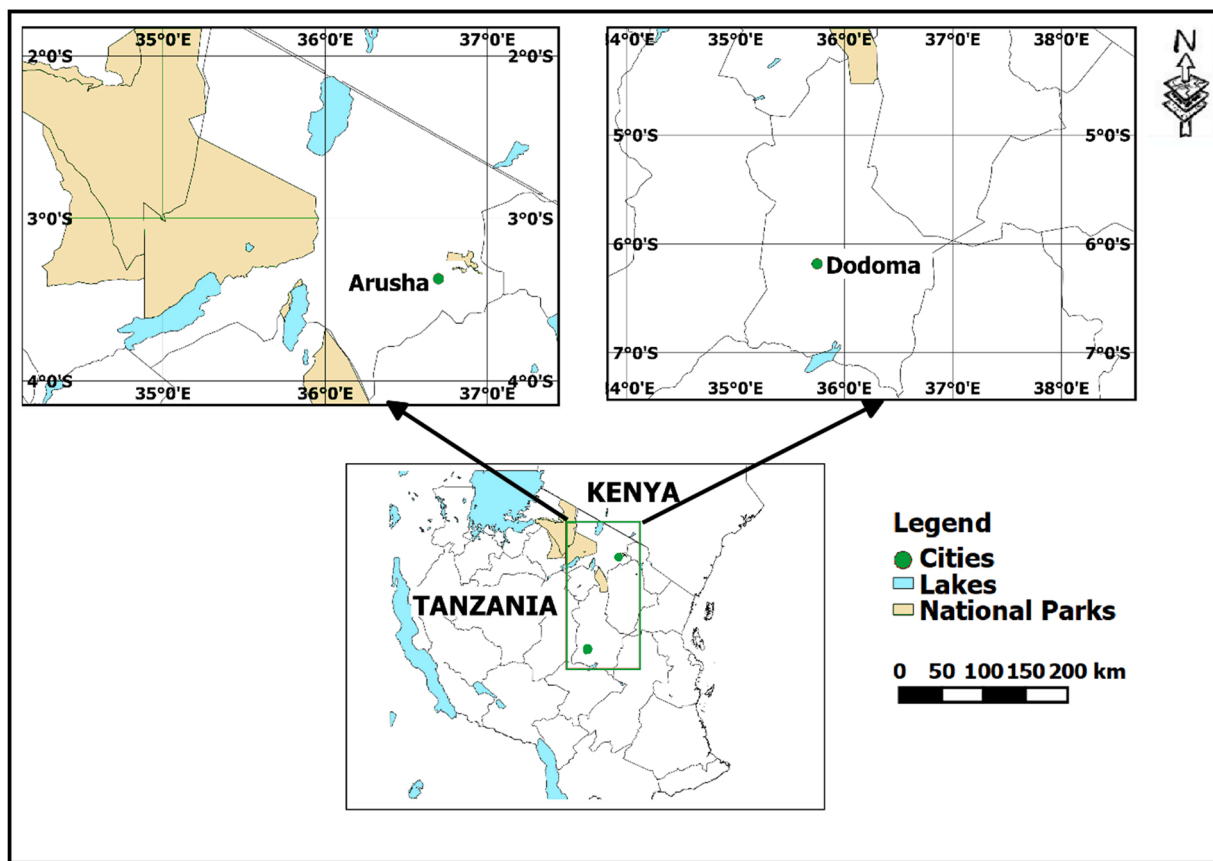 35°0'E 36°0'E 37°0'E
2°0'S 2°0'S
3°0'S 3°0'S
Arusha
4°0'S 4°0'S
35°0'E 36°0'E 37°0'E
4°0'E 35°0'E 36°0'E 37°0'E 38°0'E
5°0'S 5°0'S
6°0'S 6°0'S
Dodoma
7°0'S 7°0'S
34°0'E 35°0'E 36°0'E 37°0'E 38°0'E
N
KENYA
TANZANIA
Legend
Cities
Lakes
National Parks
0 50 100 150 200 km